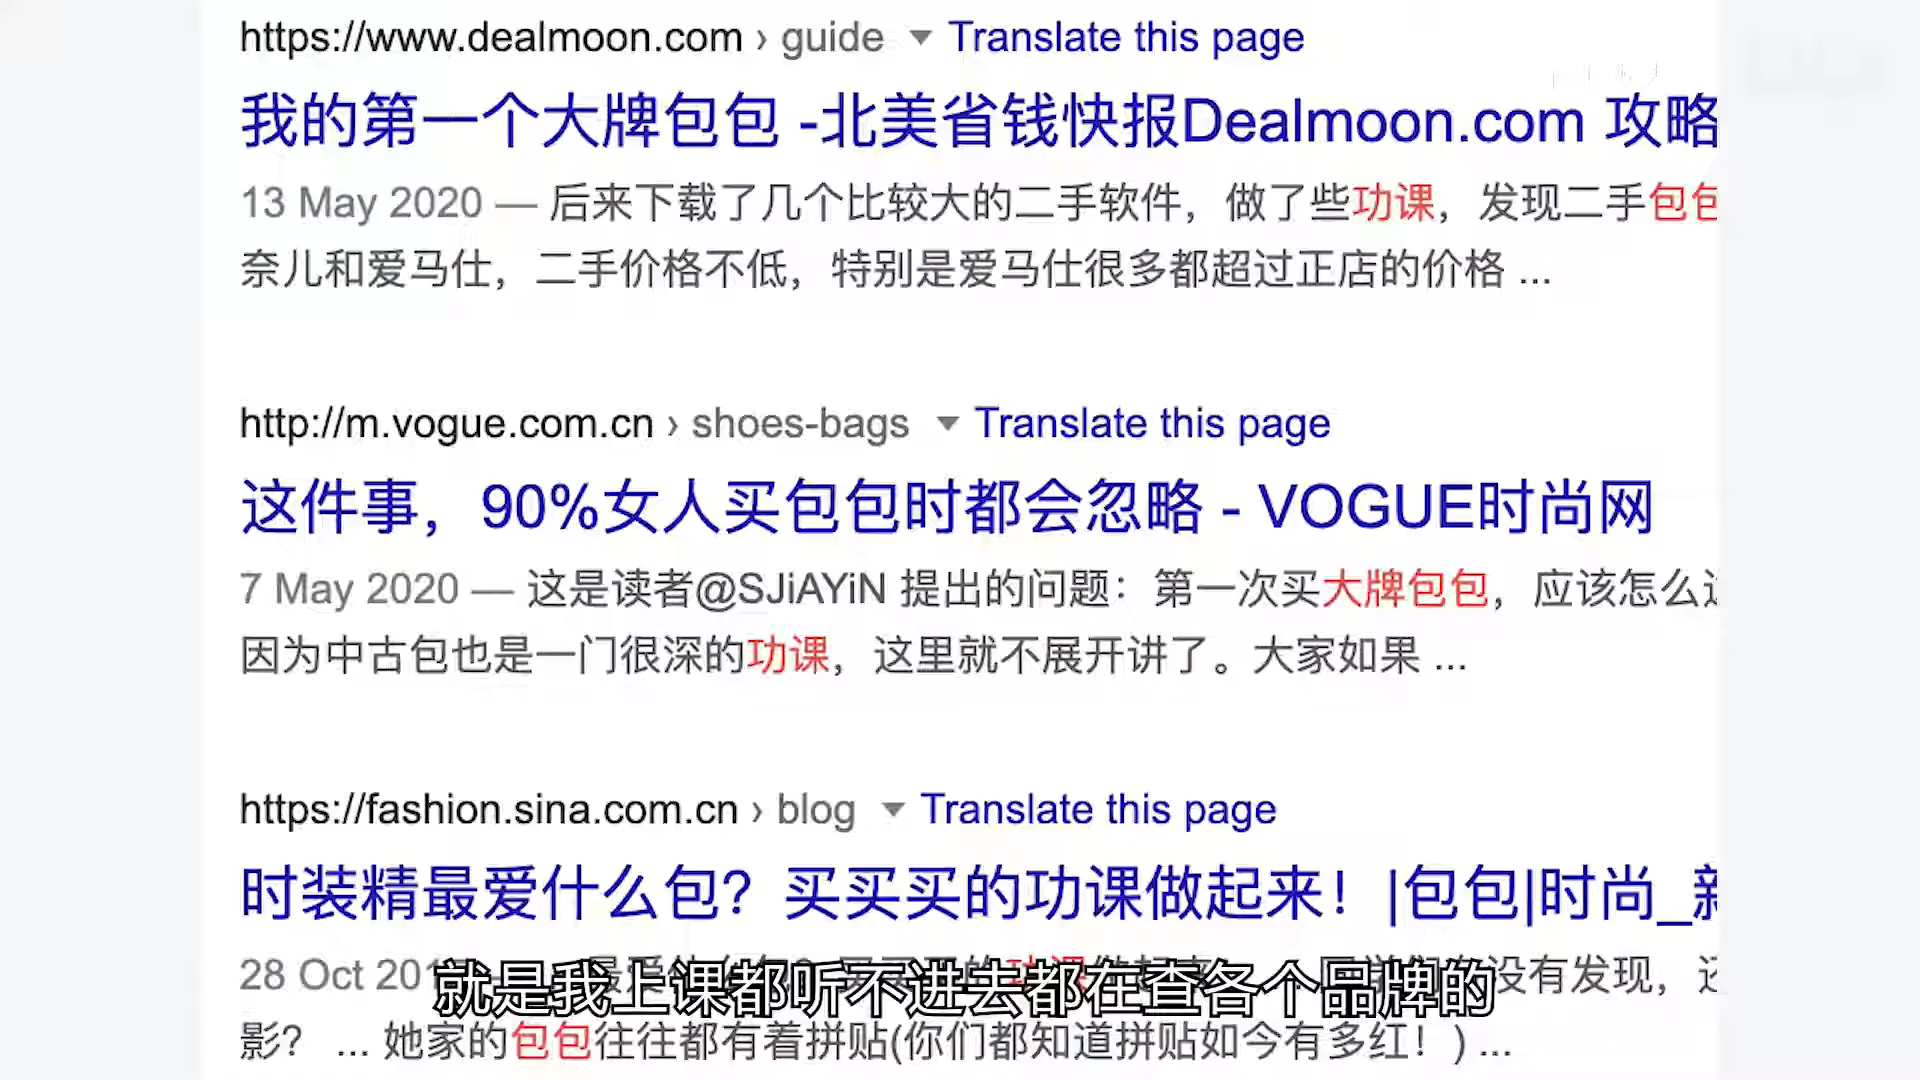 https://www.dealmoon.com › guide ▼ Translate this page
我的第一个大牌包包 -北美省钱快报Dealmoon.com 攻略
13 May 2020 — 后来下载了几个比较大的二手软件，做了些功课，发现二手包包
奈儿和爱马仕，二手价格不低，特别是爱马仕很多都超过正店的价格 ...
http://m.vogue.com.cn › shoes-bags ▼ Translate this page
这件事，90%女人买包包时都会忽略 - VOGUE时尚网
7 May 2020 — 这是读者@SJiAYiN 提出的问题：第一次买大牌包包，应该怎么
因为中古包也是一门很深的功课，这里就不展开讲了。大家如果 ...
https://fashion.sina.com.cn › blog ▼ Translate this page
时装精最爱什么包？买买买的功课做起来！|包包|时尚_新
28 Oct 没有发现，还
就是我上课都听不进去都在查各个品牌的
影？ ... 她家的包包往往都有着拼贴(你们都知道拼贴如今有多红！) ...